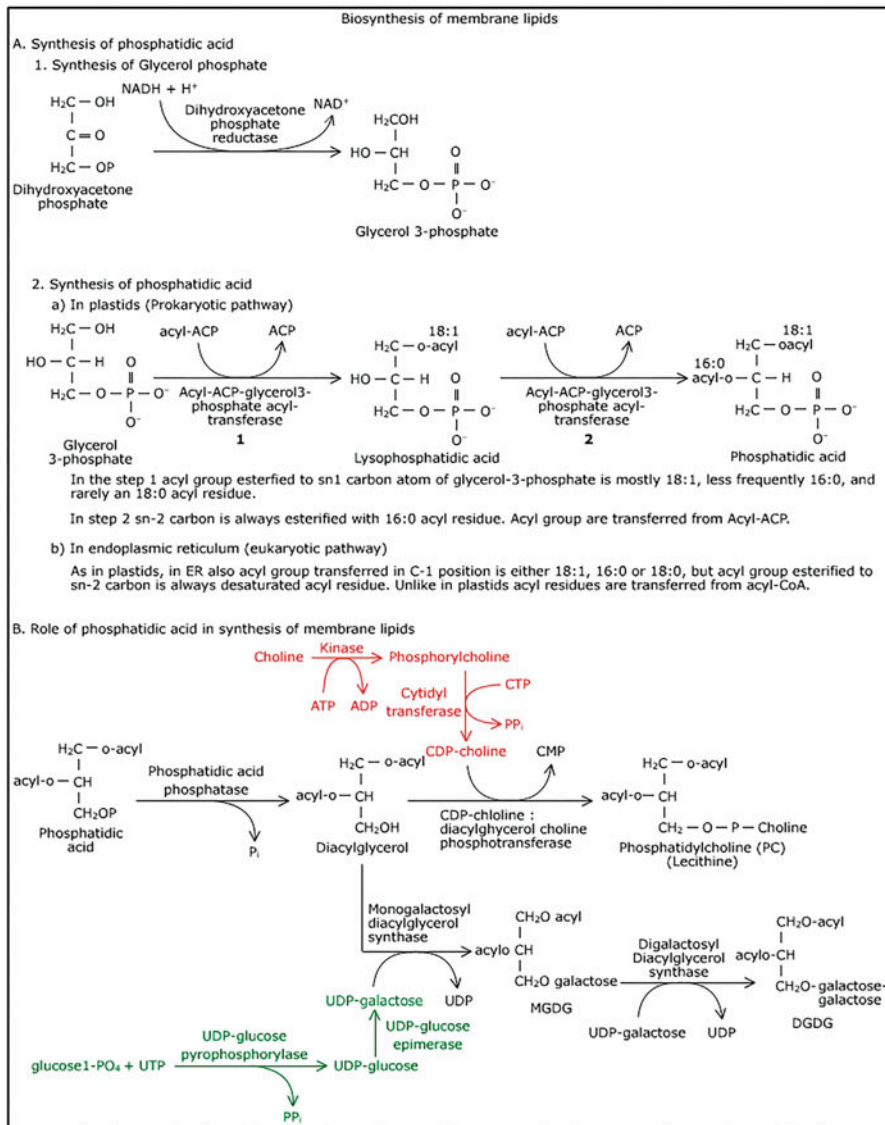 Biosynthesis of membrane lipids
A. Synthesis of phosphatidic acid
1. Synthesis of Glycerol phosphate
NADH + H⁺
NAD⁺
Dihydroxyacetone
phosphate
reductase
H₂C — OH
C = O
H₂C — OP
Dihydroxyacetone
phosphate
H₂COH
HO — CH
O
H₂C — O — P — O⁻
O⁻
Glycerol 3-phosphate
2. Synthesis of phosphatidic acid
a) In plastids (Prokaryotic pathway)
H₂C — OH
HO — C — H
O
H₂C — O — P — O⁻
O⁻
Glycerol
3-phosphate
acyl-ACP
ACP
Acyl-ACP-glycerol3-
phosphate acyl-
transferase
1
18:1
H₂C — o-acyl
HO — C — H
O
H₂C — O — P — O⁻
O⁻
Lysophosphatidic acid
acyl-ACP
ACP
Acyl-ACP-glycerol3-
phosphate acyl-
transferase
2
18:1
H₂C — oacyl
16:0
acyl-o — C — H
O
H₂C — O — P — O⁻
O⁻
Phosphatidic acid
In the step 1 acyl group esterfied to sn1 carbon atom of glycerol-3-phosphate is mostly 18:1, less frequently 16:0, and
rarely an 18:0 acyl residue.
In step 2 sn-2 carbon is always esterified with 16:0 acyl residue. Acyl group are transferred from Acyl-ACP.
b) In endoplasmic reticulum (eukaryotic pathway)
As in plastids, in ER also acyl group transferred in C-1 position is either 18:1, 16:0 or 18:0, but acyl group esterified to
sn-2 carbon is always desaturated acyl residue. Unlike in plastids acyl residues are transferred from acyl-CoA.
B. Role of phosphatidic acid in synthesis of membrane lipids
Choline
Kinase
Phosphorylcholine
ATP
ADP
Cytidyl
transferase
CTP
PPᵢ
CDP-choline
CMP
H₂C — o-acyl
acyl-o — CH
CH₂OP
Phosphatidic
acid
Phosphatidic acid
phosphatase
Pᵢ
H₂C — o-acyl
acyl-o — CH
CH₂OH
Diacylglycerol
CDP-chloline :
diacylghycerol choline
phosphotransferase
H₂C — o-acyl
acyl-o — CH
CH₂ — O — P — Choline
Phosphatidylcholine (PC)
(Lecithine)
Monogalactosyl
diacylglycerol
synthase
UDP-galactose
UDP
CH₂O acyl
acylo CH
CH₂O galactose
MGDG
Digalactosyl
Diacylglycerol
synthase
UDP-galactose
UDP
CH₂O-acyl
acylo-CH
CH₂O-galactose-
galactose
DGDG
UDP-glucose
epimerase
glucose1-PO₄ + UTP
UDP-glucose
pyrophosphorylase
PPᵢ
UDP-glucose